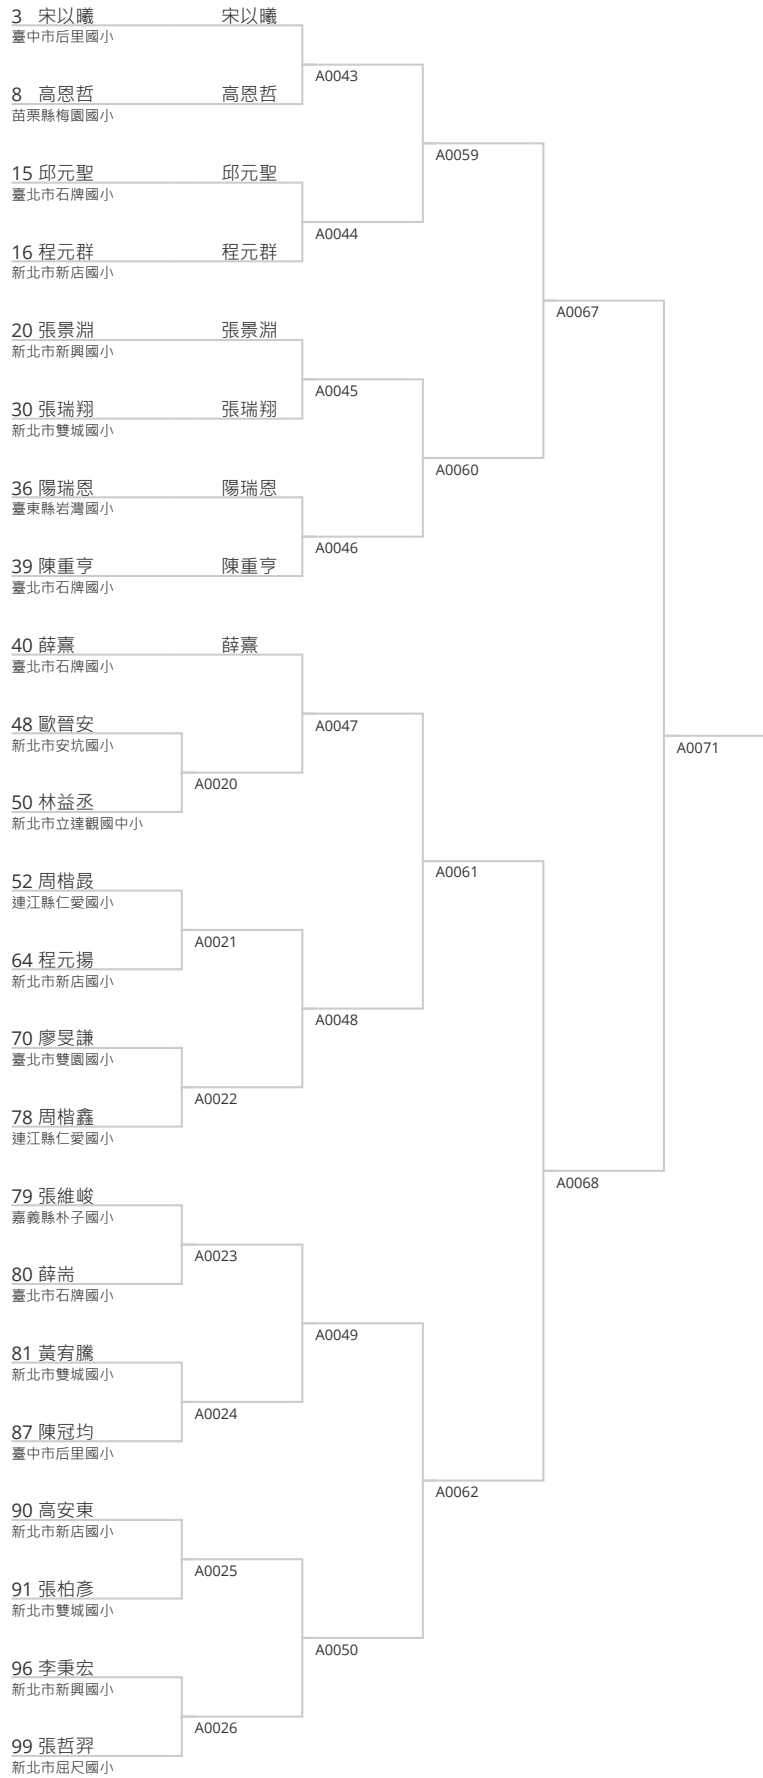 3 宋以曦 宋以曦
臺中市后里國小
A0043
8 高恩哲 高恩哲
苗栗縣梅園國小
A0059
15 邱元聖 邱元聖
臺北市石牌國小
A0044
16 程元群 程元群
新北市新店國小
A0067
20 張景淵 張景淵
新北市新興國小
A0045
30 張瑞翔 張瑞翔
新北市雙城國小
A0060
36 陽瑞恩 陽瑞恩
臺東縣岩灣國小
A0046
39 陳重亨 陳重亨
臺北市石牌國小
40 薛熹 薛熹
臺北市石牌國小
A0047
48 歐晉安
新北市安坑國小
A0071
A0020
50 林益丞
新北市立達觀國中小
A0061
52 周楷晸
連江縣仁愛國小
A0021
64 程元揚
新北市新店國小
A0048
70 廖旻謙
臺北市雙園國小
A0022
78 周楷鑫
連江縣仁愛國小
A0068
79 張維峻
嘉義縣朴子國小
A0023
80 薛耑
臺北市石牌國小
A0049
81 黃宥騰
新北市雙城國小
A0024
87 陳冠均
臺中市后里國小
A0062
90 高安東
新北市新店國小
A0025
91 張柏彥
新北市雙城國小
A0050
96 李秉宏
新北市新興國小
A0026
99 張哲羿
新北市屈尺國小